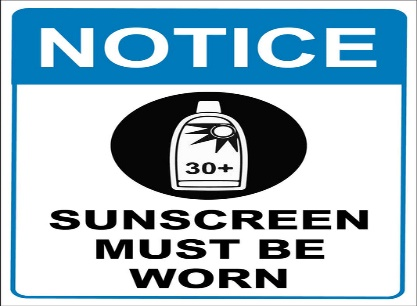 NOTICE
30+
SUNSCREEN
MUST BE
WORN